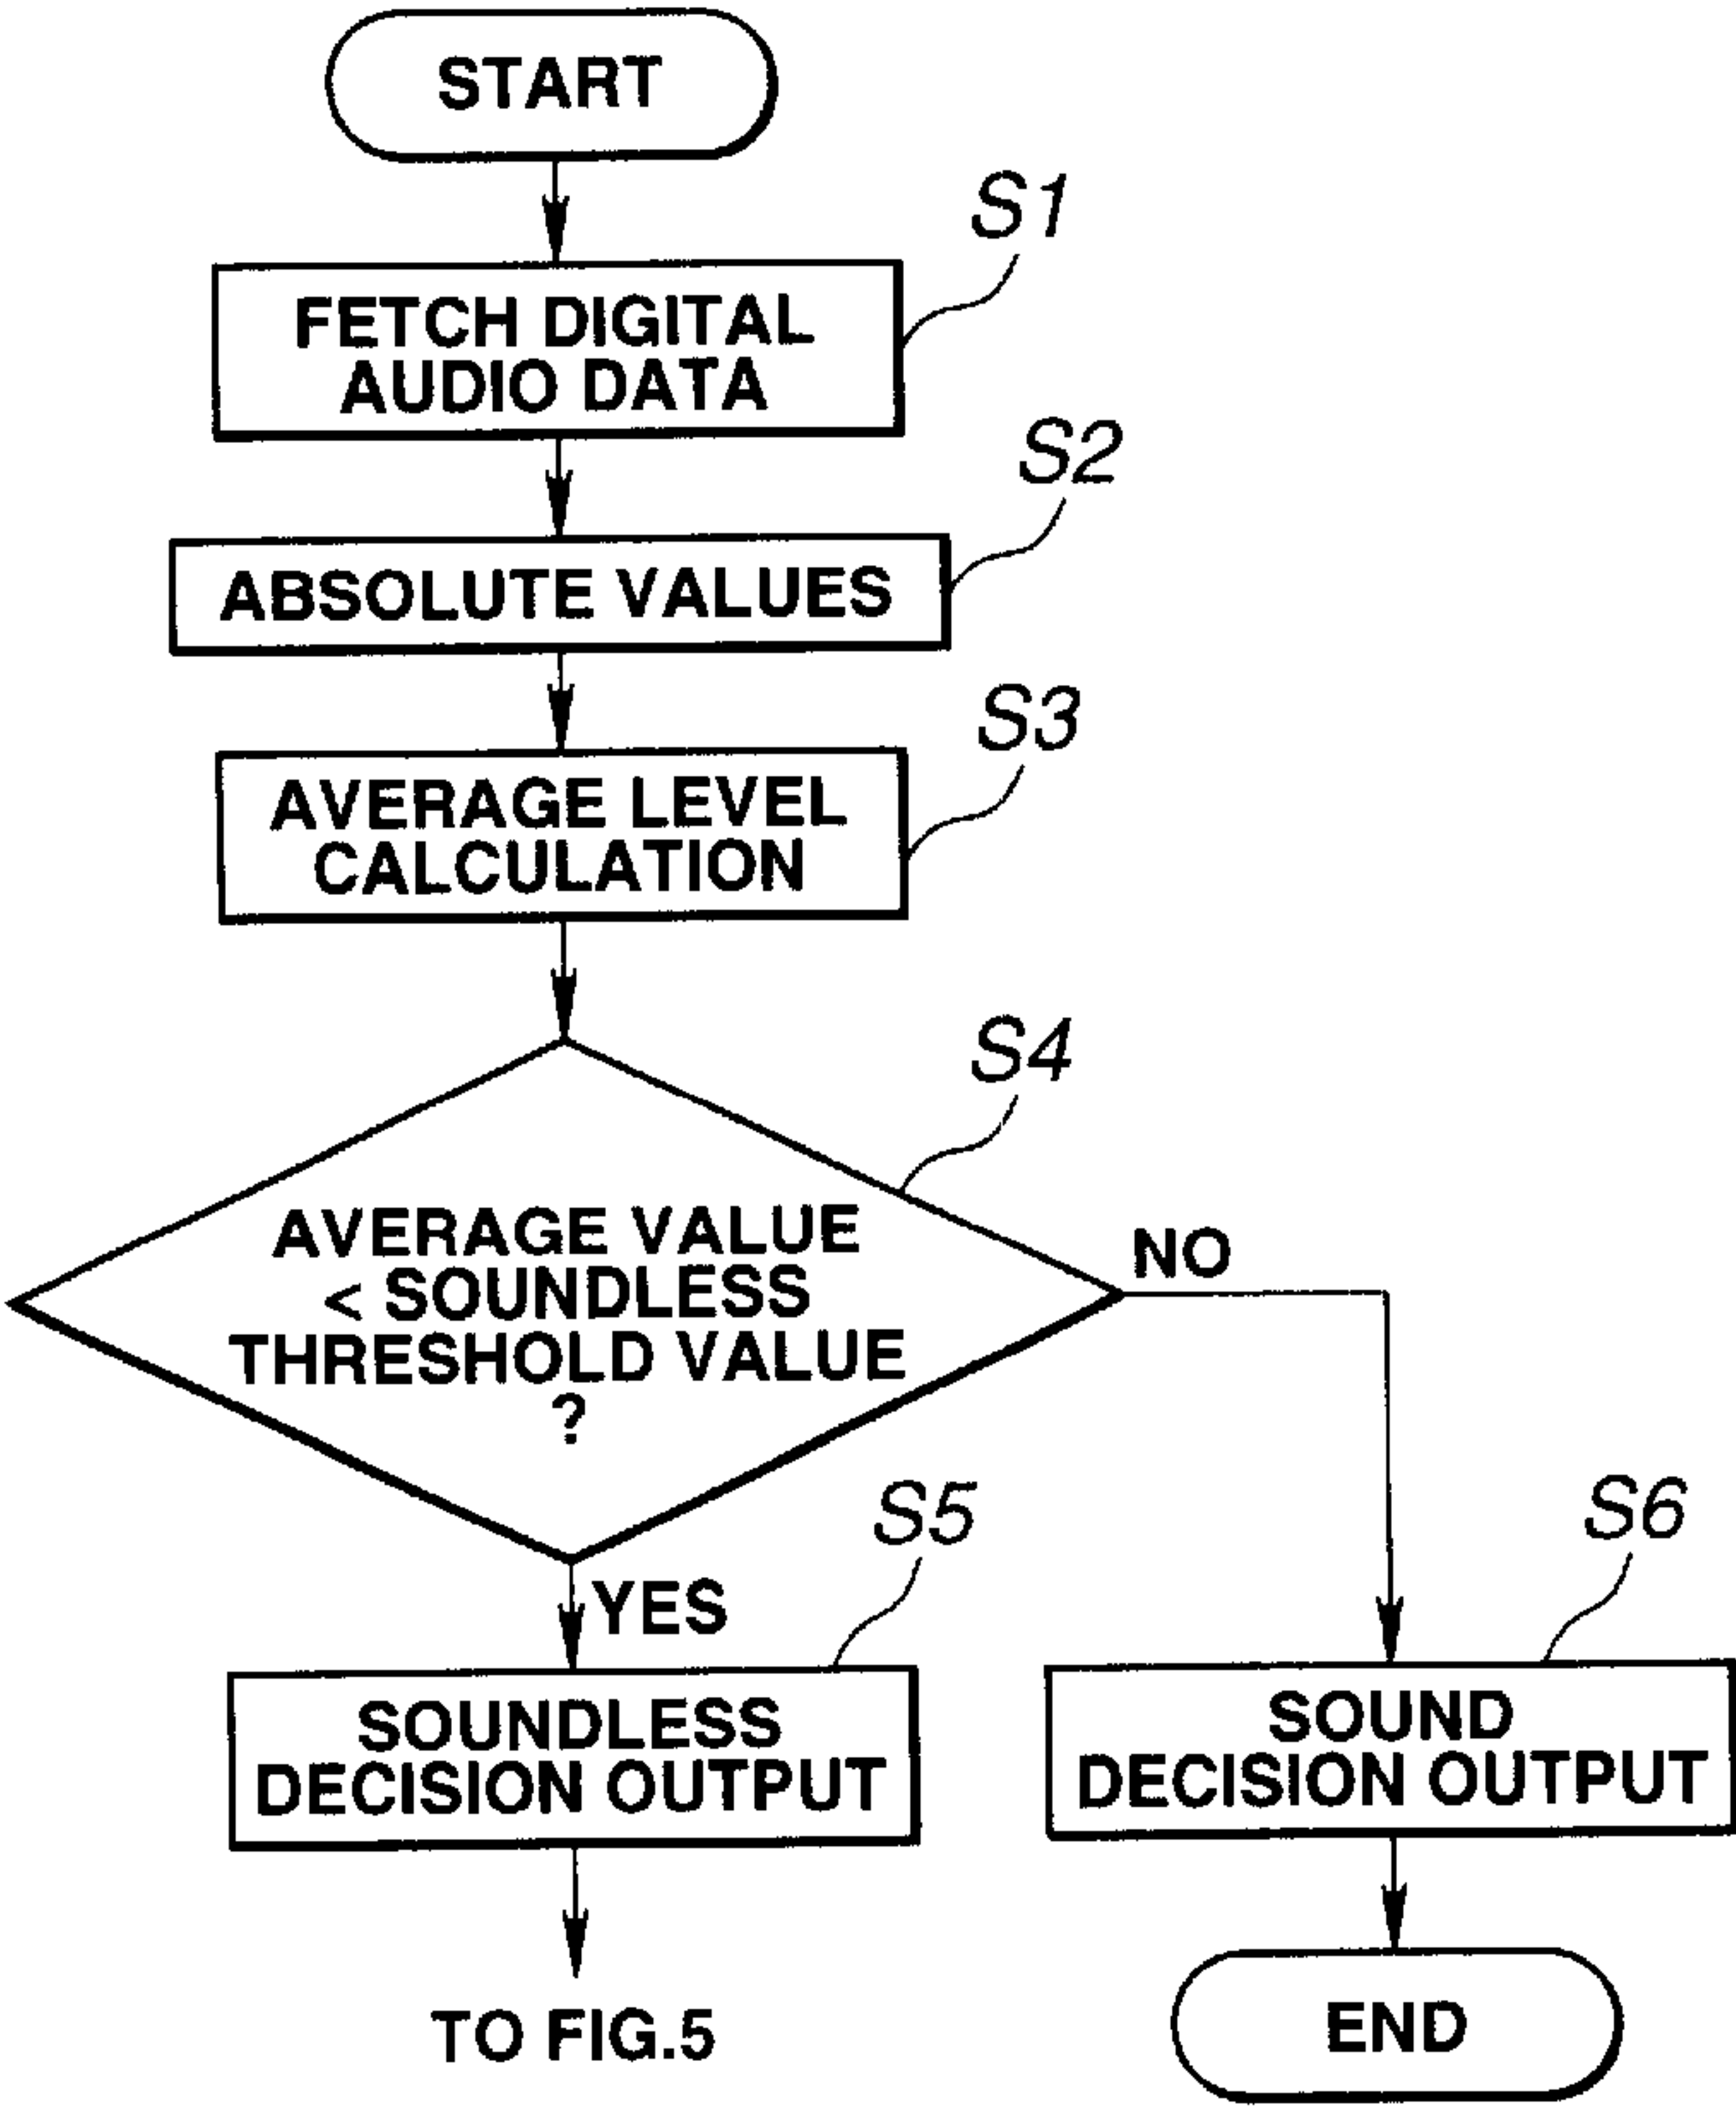 START
S1
FETCH DIGITAL
AUDIO DATA
S2
ABSOLUTE VALUES
S3
AVERAGE LEVEL
CALCULATION
S4
AVERAGE VALUE
< SOUNDLESS
THRESHOLD VALUE
?
NO
S5
YES
S6
SOUNDLESS
DECISION OUTPUT
SOUND
DECISION OUTPUT
TO FIG.5
END